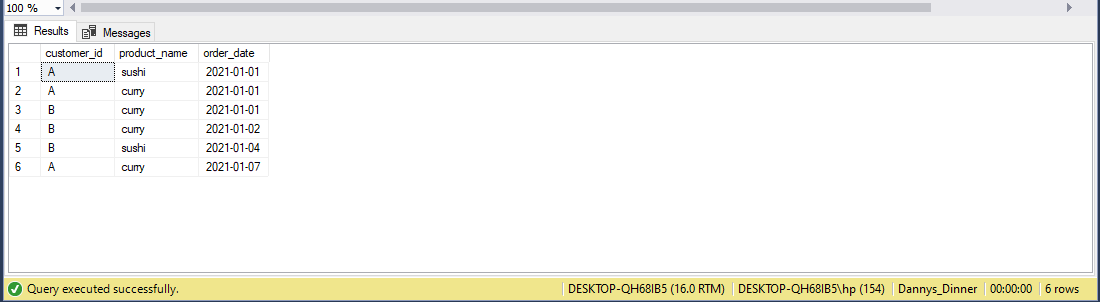 100 %
Results Messages
customer_id product_name order_date
1 A sushi 2021-01-01
2 A curry 2021-01-01
3 B curry 2021-01-01
4 B curry 2021-01-02
5 B sushi 2021-01-04
6 A curry 2021-01-07
Query executed successfully. DESKTOP-QH68IB5 (16.0 RTM) DESKTOP-QH68IB5\hp (154) Dannys_Dinner 00:00:00 6 rows